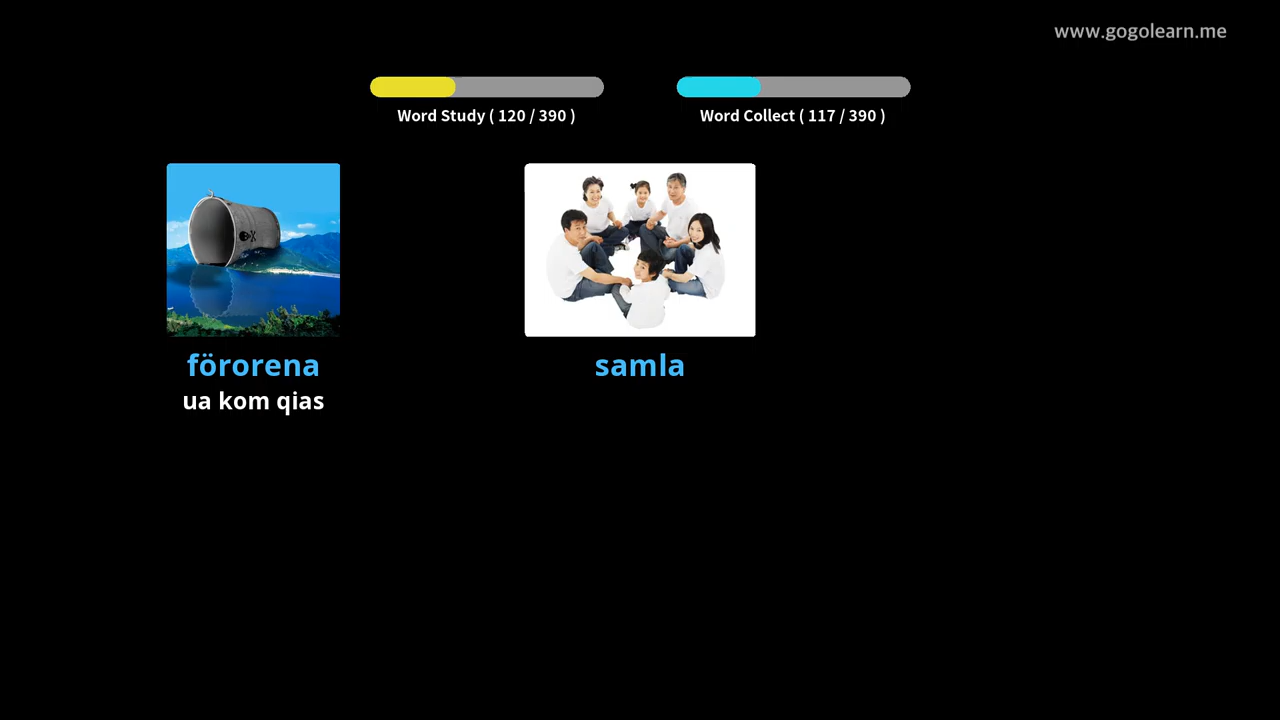 www.gogolearn.me
Word Study ( 120 / 390 )
Word Collect ( 117 / 390 )
förorena
ua kom qias
samla